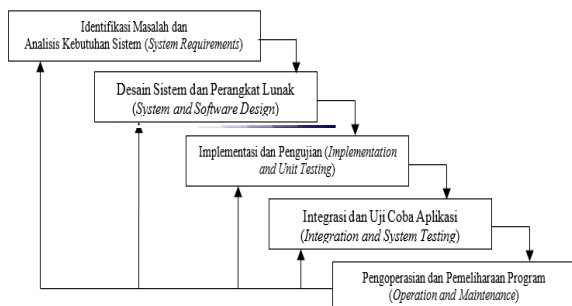 Identifikasi Masalah dan
Analisis Kebutuhan Sistem (System Requirements)
Desain Sistem dan Perangkat Lunak
(System and Software Design)
Implementasi dan Pengujian (Implementation
and Unit Testing)
Integrasi dan Uji Coba Aplikasi
(Integration and System Testing)
Pengoperasian dan Pemeliharaan Program
(Operation and Maintenance)